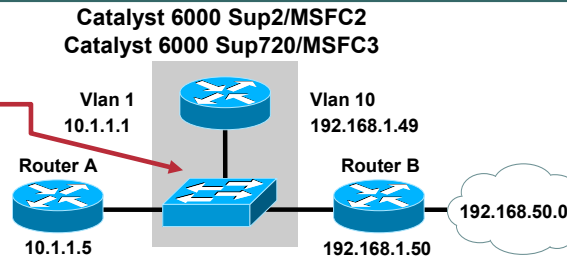 Catalyst 6000 Sup2/MSFC2
Catalyst 6000 Sup720/MSFC3
Vlan 1
10.1.1.1
Vlan 10
192.168.1.49
Router A
Router B
192.168.50.0
10.1.1.5
192.168.1.50